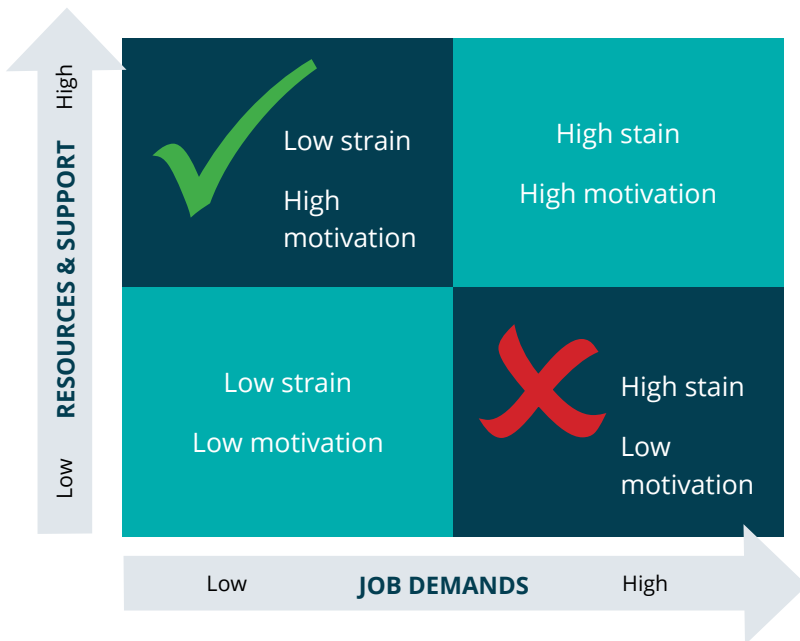 High
RESOURCES & SUPPORT
Low
Low strain
High
motivation
High stain
High motivation
Low strain
Low motivation
High stain
Low
motivation
Low
JOB DEMANDS
High